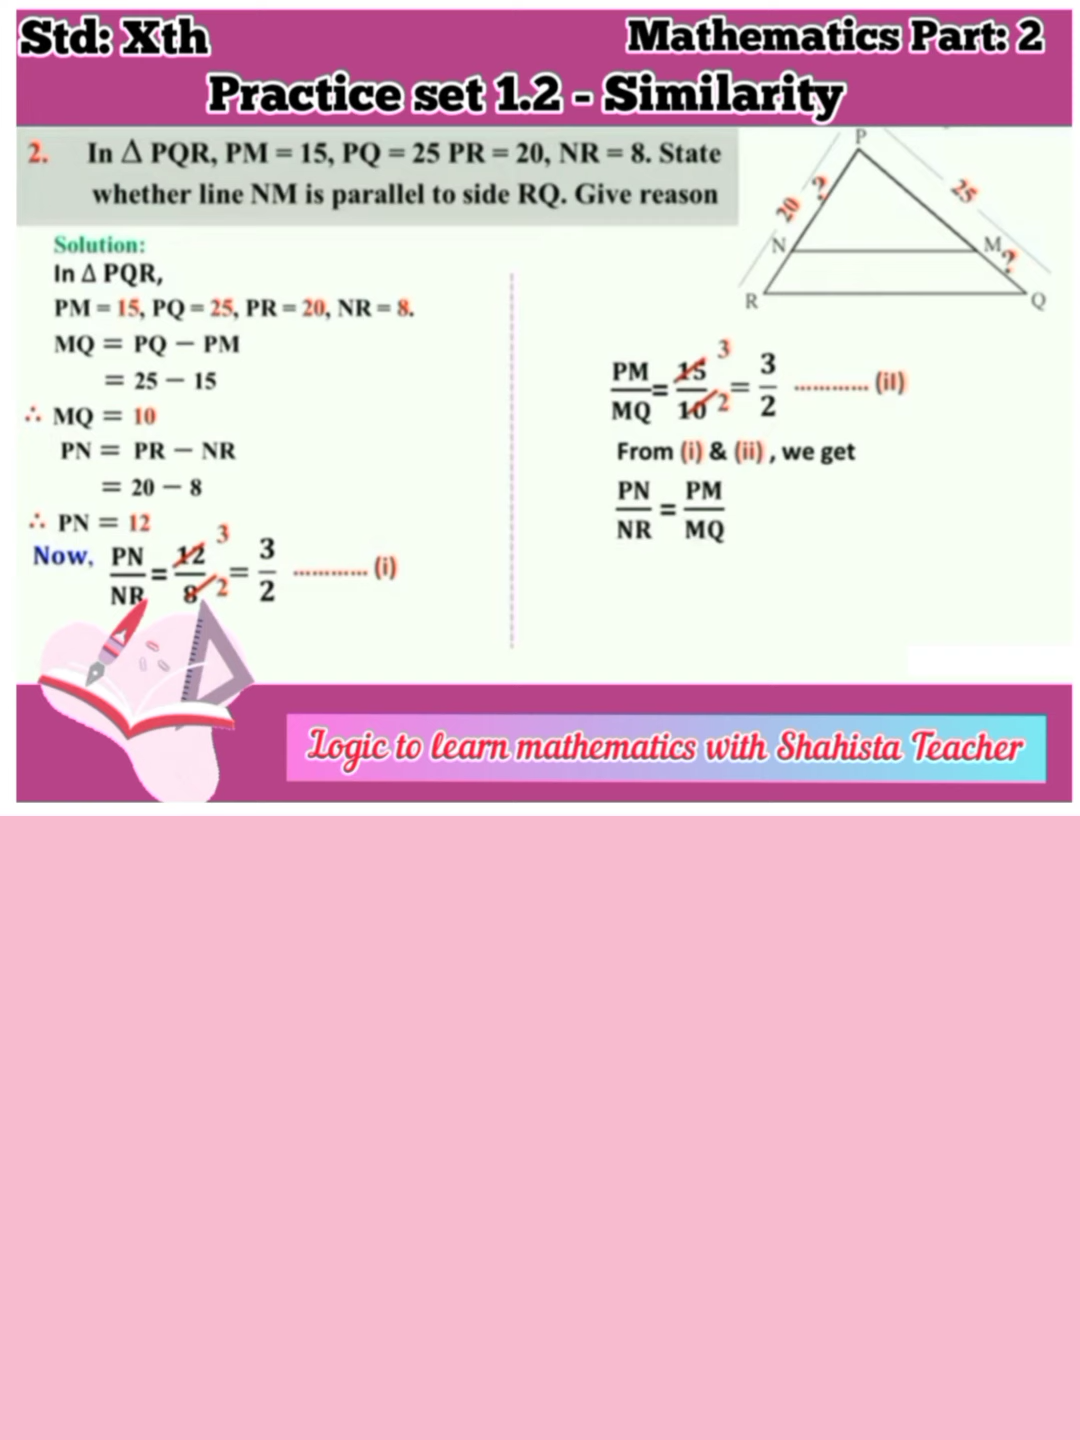 Std: Xth
Mathematics Part: 2
Practice set 1.2 - Similarity
2. In Δ PQR, PM = 15, PQ = 25 PR = 20, NR = 8. State
whether line NM is parallel to side RQ. Give reason
P
20 ?
25
N
M
?
R
Q
Solution:
In Δ PQR,
PM = 15, PQ = 25, PR = 20, NR = 8.
MQ = PQ − PM
= 25 − 15
∴ MQ = 10
PN = PR − NR
= 20 − 8
∴ PN = 12
Now, PN/NR = 12/8 3/2 = 3/2 ............ (i)
PM/MQ = 15/10 3/2 = 3/2 ............ (iI)
From (i) & (ii) , we get
PN/NR = PM/MQ
Logic to learn mathematics with Shahista Teacher